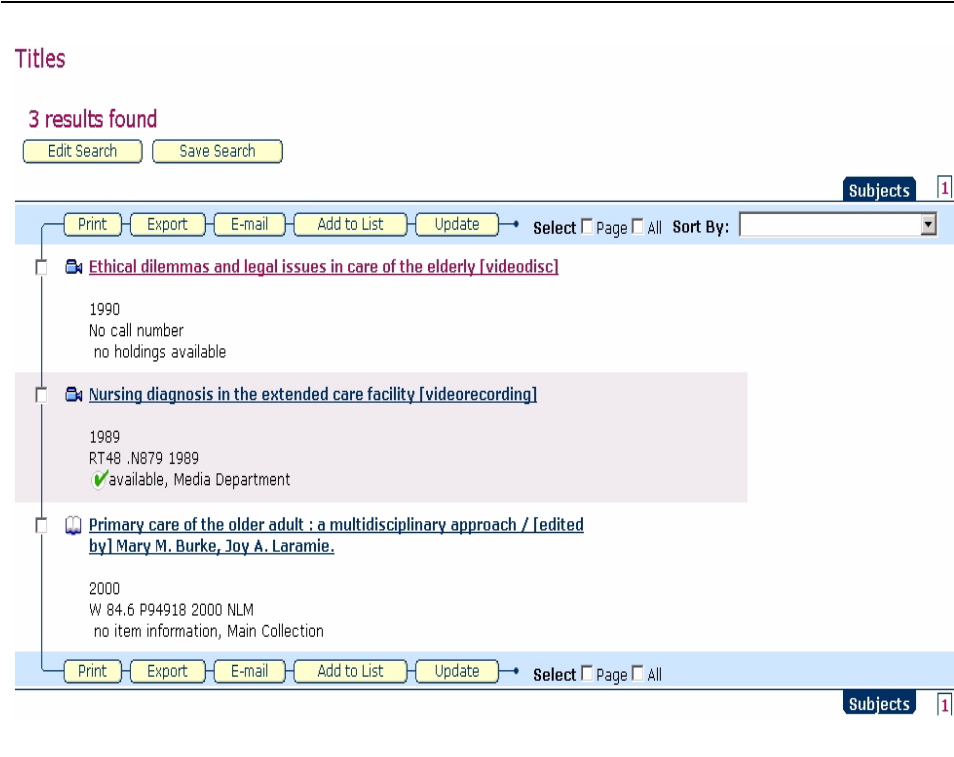 Titles
3 results found
Edit Search Save Search
Subjects 1
Print Export E-mail Add to List Update Select Page All Sort By:
Ethical dilemmas and legal issues in care of the elderly [videodisc]
1990
No call number
no holdings available
Nursing diagnosis in the extended care facility [videorecording]
1989
RT48 .N879 1989
available, Media Department
Primary care of the older adult : a multidisciplinary approach / [edited
by] Mary M. Burke, Joy A. Laramie.
2000
W 84.6 P94918 2000 NLM
no item information, Main Collection
Print Export E-mail Add to List Update Select Page All
Subjects 1